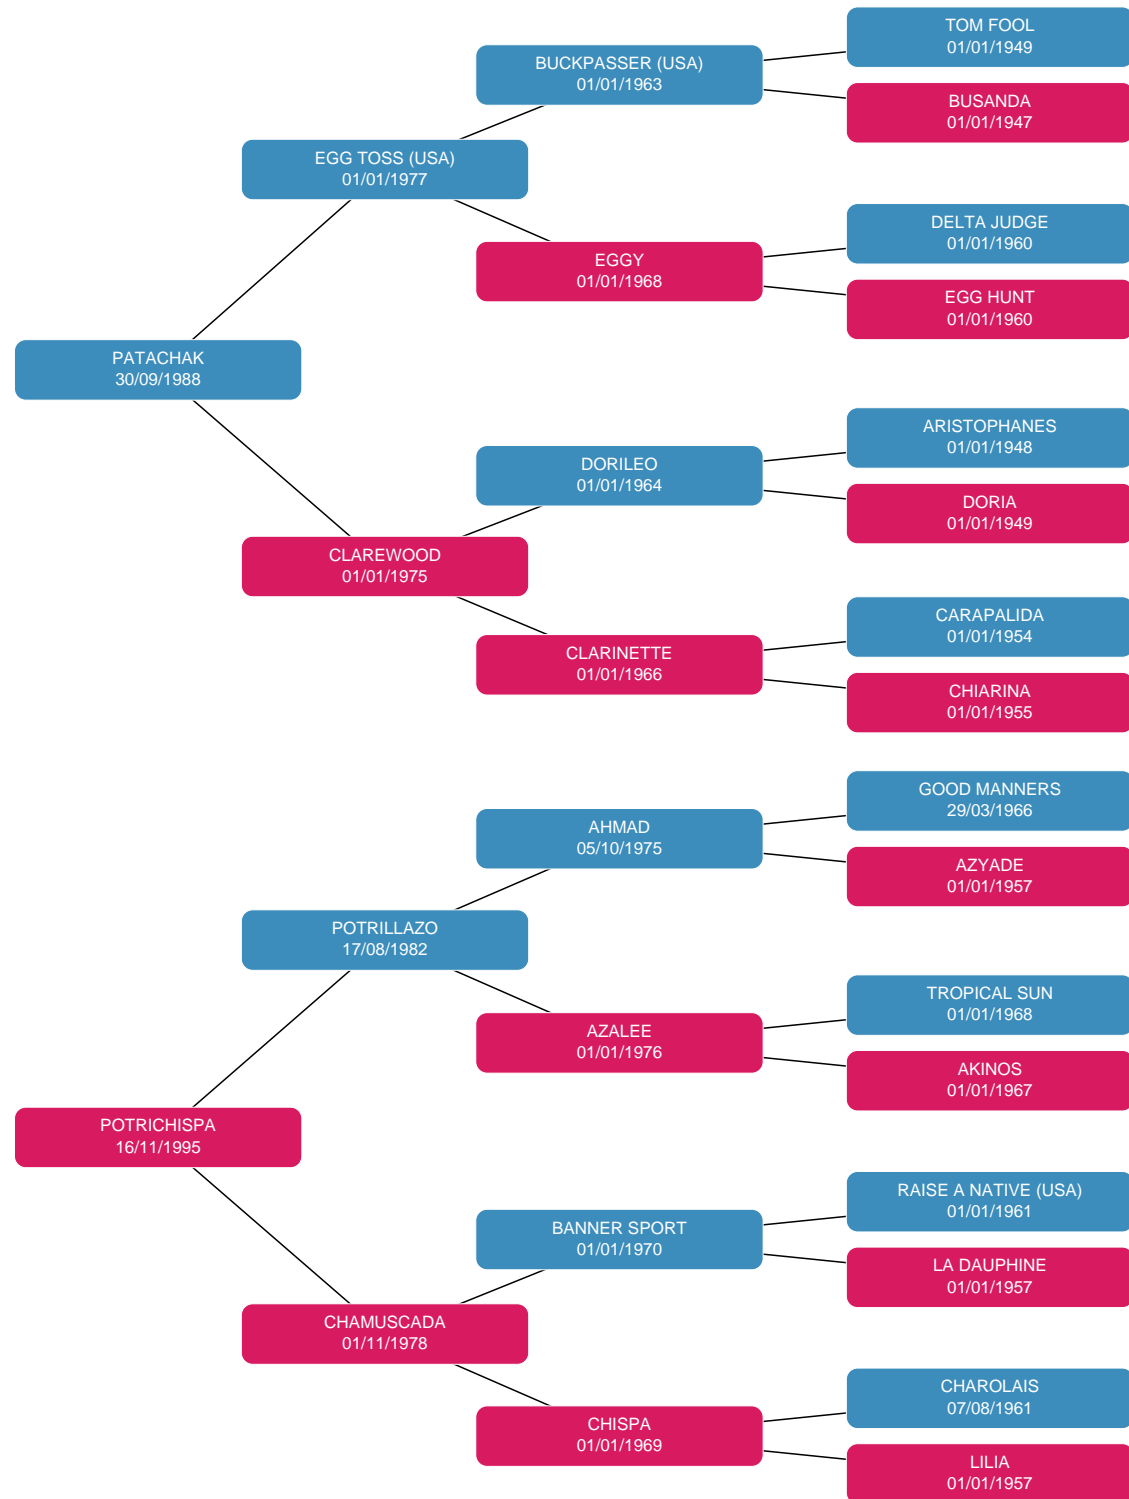 TOM FOOL
01/01/1949
BUCKPASSER (USA)
01/01/1963
BUSANDA
01/01/1947
EGG TOSS (USA)
01/01/1977
DELTA JUDGE
01/01/1960
EGGY
01/01/1968
EGG HUNT
01/01/1960
PATACHAK
30/09/1988
ARISTOPHANES
01/01/1948
DORILEO
01/01/1964
DORIA
01/01/1949
CLAREWOOD
01/01/1975
CARAPALIDA
01/01/1954
CLARINETTE
01/01/1966
CHIARINA
01/01/1955
GOOD MANNERS
29/03/1966
AHMAD
05/10/1975
AZYADE
01/01/1957
POTRILLAZO
17/08/1982
TROPICAL SUN
01/01/1968
AZALEE
01/01/1976
AKINOS
01/01/1967
POTRICHISPA
16/11/1995
RAISE A NATIVE (USA)
01/01/1961
BANNER SPORT
01/01/1970
LA DAUPHINE
01/01/1957
CHAMUSCADA
01/11/1978
CHAROLAIS
07/08/1961
CHISPA
01/01/1969
LILIA
01/01/1957